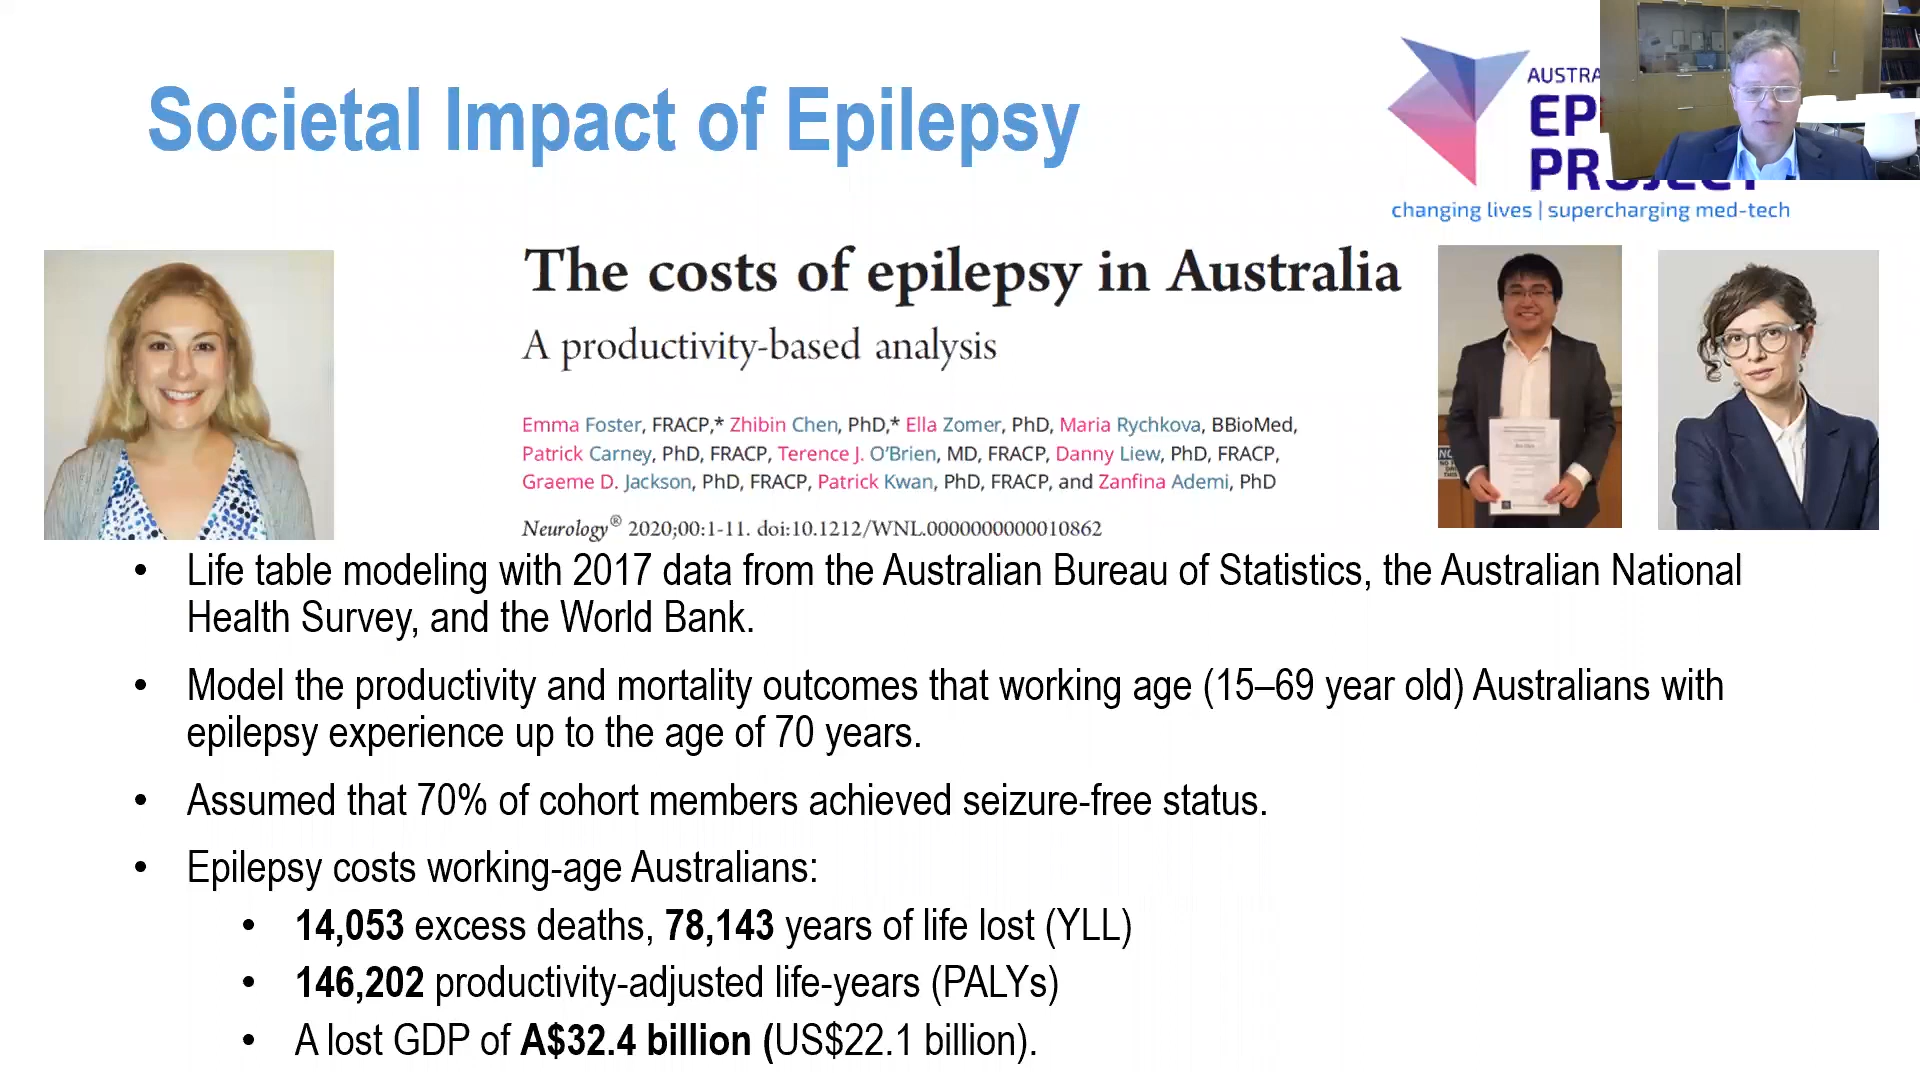 Societal Impact of Epilepsy
changing lives | supercharging med-tech
The costs of epilepsy in Australia
A productivity-based analysis
Emma Foster, FRACP,* Zhibin Chen, PhD,* Ella Zomer, PhD, Maria Rychkova, BBioMed,
Patrick Carney, PhD, FRACP, Terence J. O’Brien, MD, FRACP, Danny Liew, PhD, FRACP,
Graeme D. Jackson, PhD, FRACP, Patrick Kwan, PhD, FRACP, and Zanfina Ademi, PhD
Neurology® 2020;00:1-11. doi:10.1212/WNL.0000000000010862
• Life table modeling with 2017 data from the Australian Bureau of Statistics, the Australian National
Health Survey, and the World Bank.
• Model the productivity and mortality outcomes that working age (15–69 year old) Australians with
epilepsy experience up to the age of 70 years.
• Assumed that 70% of cohort members achieved seizure-free status.
• Epilepsy costs working-age Australians:
• 14,053 excess deaths, 78,143 years of life lost (YLL)
• 146,202 productivity-adjusted life-years (PALYs)
• A lost GDP of A$32.4 billion (US$22.1 billion).